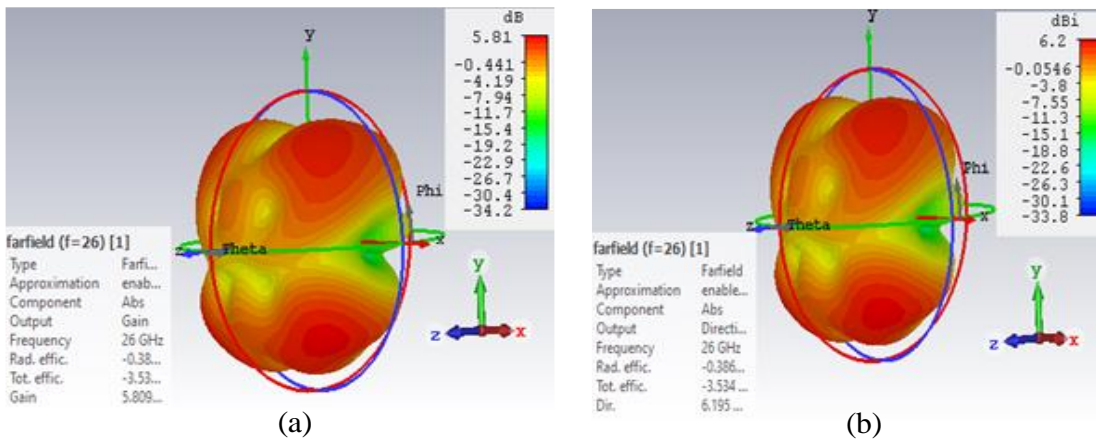 dB
5.81
-0.441
-4.19
-7.94
-11.7
-15.4
-19.2
-22.9
-26.7
-30.4
-34.2
y
Phi
z
Theta
x
farfield (f=26) [1]
Type Farfi...
Approximation enab...
Component Abs
Output Gain
Frequency 26 GHz
Rad. effic. -0.38...
Tot. effic. -3.53...
Gain 5.809...
y
z
x
(a)
dBi
6.2
-0.0546
-3.8
-7.55
-11.3
-15.1
-18.8
-22.6
-26.3
-30.1
-33.8
y
Phi
z
Theta
x
farfield (f=26) [1]
Type Farfield
Approximation enable...
Component Abs
Output Directi...
Frequency 26 GHz
Rad. effic. -0.386...
Tot. effic. -3.534 ...
Dir. 6.195 ...
y
z
x
(b)